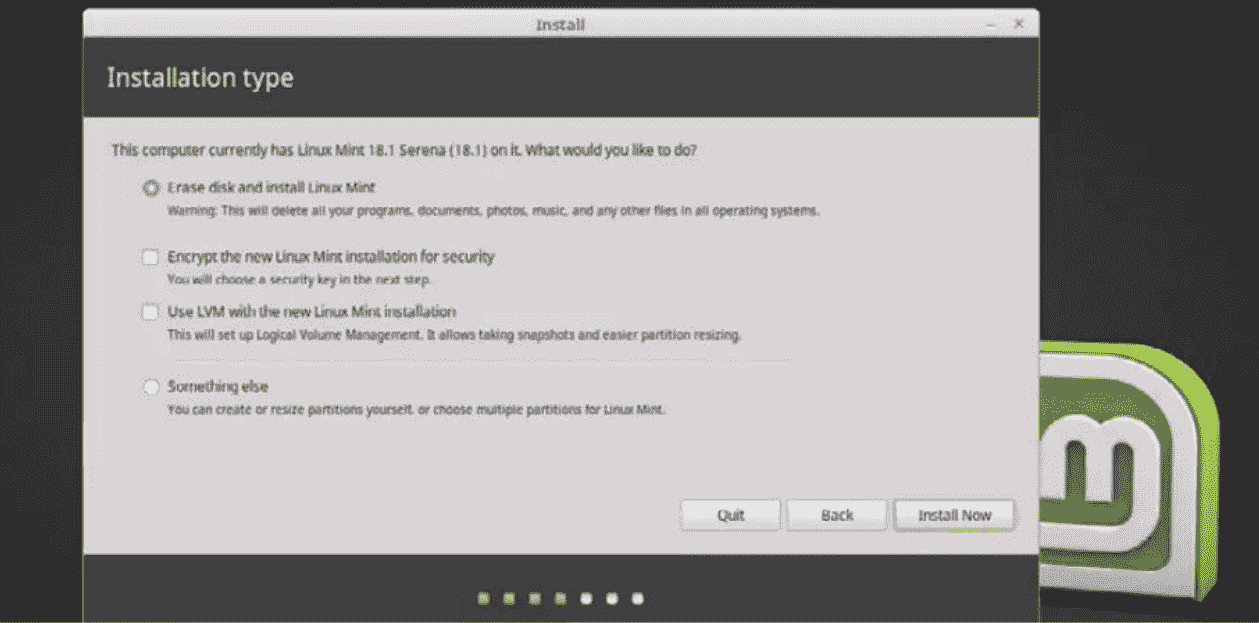 Install
Installation type
This computer currently has Linux Mint 18.1 Serena (18.1) on it. What would you like to do?
Erase disk and install Linux Mint
Warning: This will delete all your programs, documents, photos, music, and any other files in all operating systems.
Encrypt the new Linux Mint installation for security
You will choose a security key in the next step.
Use LVM with the new Linux Mint installation
This will set up Logical Volume Management. It allows taking snapshots and easier partition resizing.
Something else
You can create or resize partitions yourself, or choose multiple partitions for Linux Mint.
Quit Back Install Now